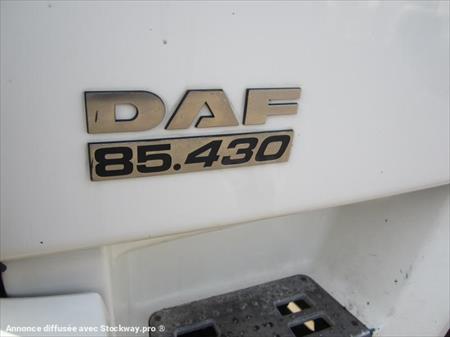 DAF
85.430
Annonce diffusée avec Stockway.pro ®